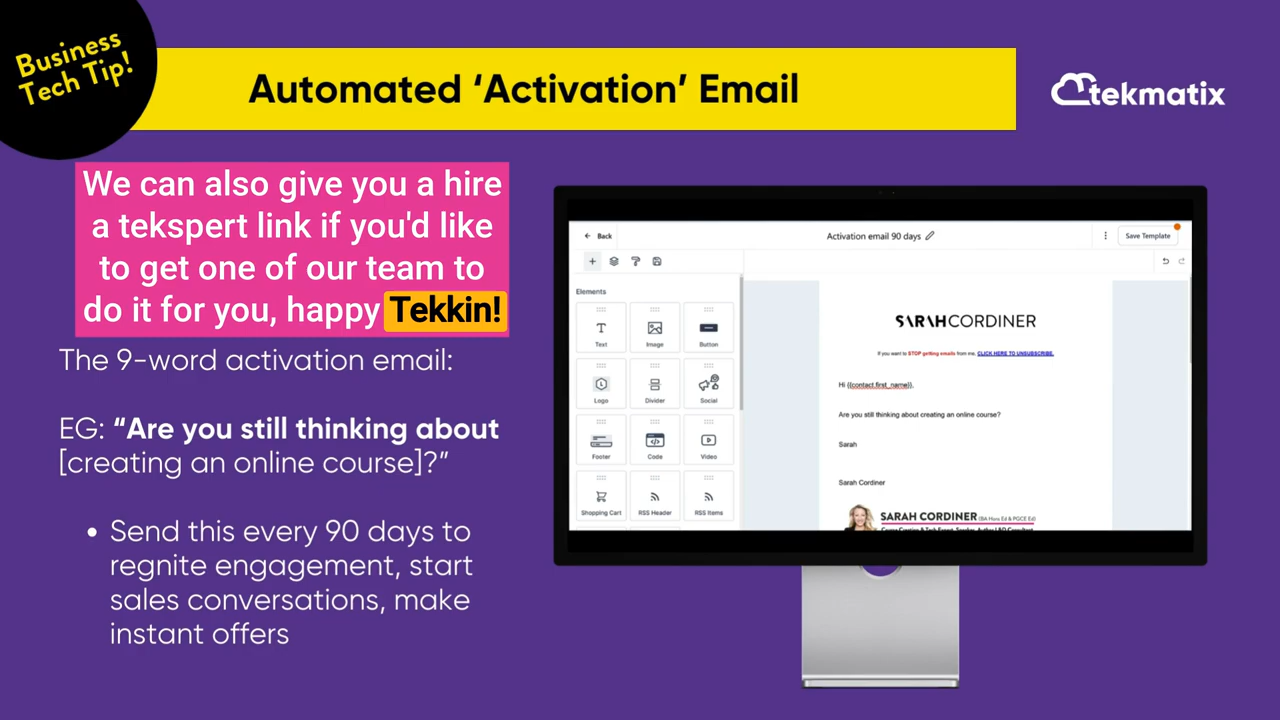 Business
Tech Tip!
Automated ‘Activation’ Email
tekmatix
We can also give you a hire
a tekspert link if you'd like
to get one of our team to
do it for you, happy Tekkin!
The 9-word activation email:
EG: “Are you still thinking about
[creating an online course]?”
• Send this every 90 days to
regnite engagement, start
sales conversations, make
instant offers
Back
Activation email 90 days
Save Template
Elements
Text
Image
Button
Logo
Divider
Social
Footer
Code
Video
Shopping Cart
RSS Header
RSS Items
SARAHCORDINER
If you want to STOP getting emails from me, CLICK HERE TO UNSUBSCRIBE.
Hi {{contact.first_name}},
Are you still thinking about creating an online course?
Sarah
Sarah Cordiner
SARAH CORDINER (BA Hons, Ed & PGCE Ed)